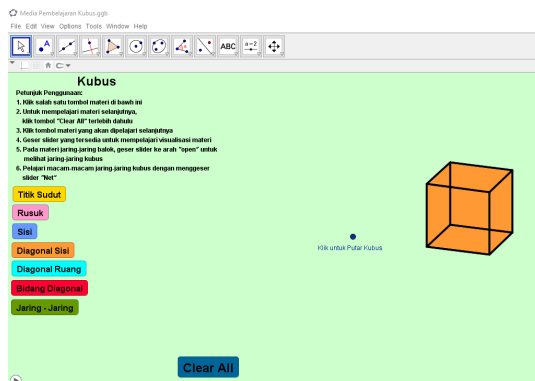 Media Pembelajaran Kubus.ggb
File Edit View Options Tools Window Help
A
ABC
a=2
Kubus
Petunjuk Penggunaan:
1. Klik salah satu tombol materi di bawh ini
2. Untuk mempelajari materi selanjutnya,
klik tombol "Clear All" terlebih dahulu
3. Klik tombol materi yang akan dipelajari selanjutnya
4. Geser slider yang tersedia untuk mempelajari visualisasi materi
5. Pada materi jaring-jaring balok, geser slider ke arah "open" untuk
melihat jaring-jaring kubus
6. Pelajari macam-macam jaring-jaring kubus dengan menggeser
slider "Net"
Titik Sudut
Rusuk
Sisi
Diagonal Sisi
Diagonal Ruang
Bidang Diagonal
Jaring - Jaring
Klik untuk Putar Kubus
Clear All